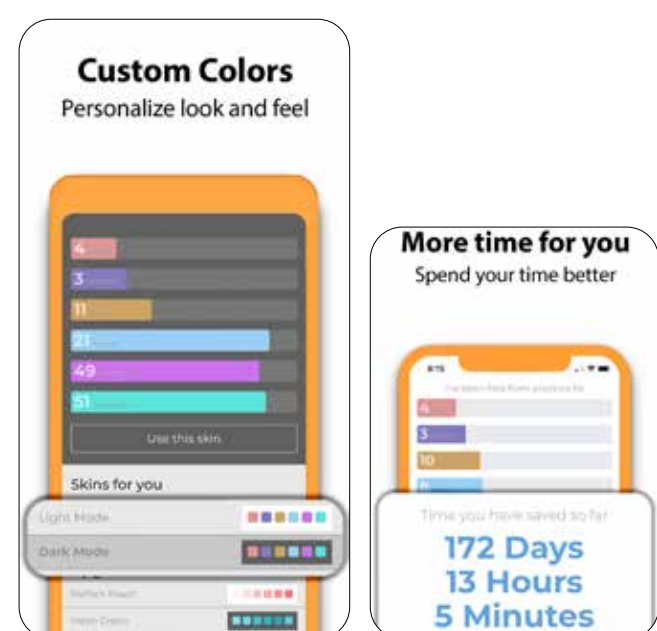 Custom Colors
Personalize look and feel
4
3
11
21
49
51
Use this skin
Skins for you
Light Mode
Dark Mode
More time for you
Spend your time better
4
3
10
Time you have saved so far
172 Days
13 Hours
5 Minutes